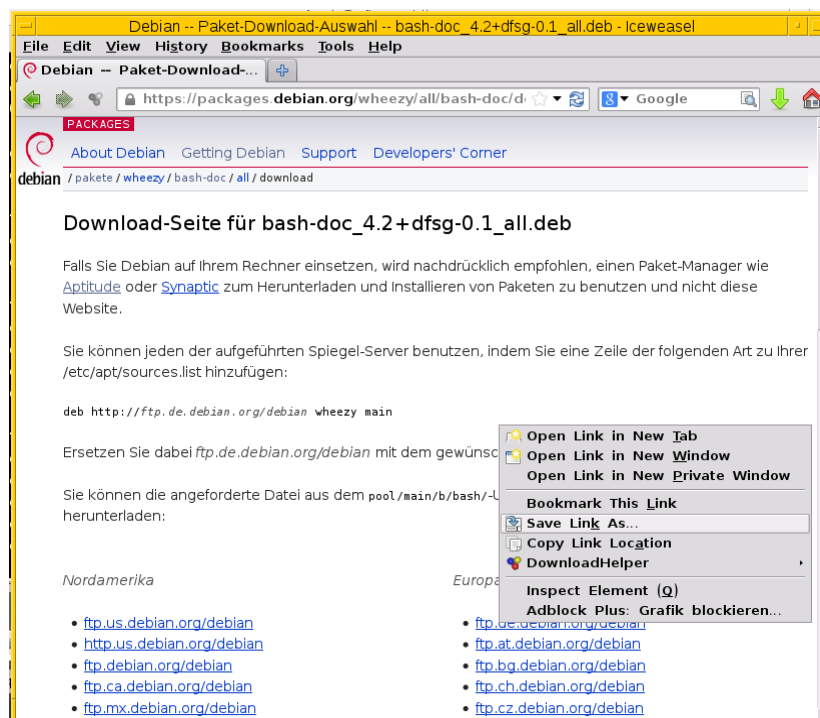 Debian -- Paket-Download-Auswahl -- bash-doc_4.2+dfsg-0.1_all.deb - Iceweasel
File Edit View History Bookmarks Tools Help
Debian -- Paket-Download-...
https://packages.debian.org/wheezy/all/bash-doc/d
Google
PACKAGES
About Debian Getting Debian Support Developers' Corner
debian / pakete / wheezy / bash-doc / all / download
Download-Seite für bash-doc_4.2+dfsg-0.1_all.deb
Falls Sie Debian auf Ihrem Rechner einsetzen, wird nachdrücklich empfohlen, einen Paket-Manager wie
Aptitude oder Synaptic zum Herunterladen und Installieren von Paketen zu benutzen und nicht diese
Website.
Sie können jeden der aufgeführten Spiegel-Server benutzen, indem Sie eine Zeile der folgenden Art zu Ihrer
/etc/apt/sources.list hinzufügen:
deb http://ftp.de.debian.org/debian wheezy main
Ersetzen Sie dabei ftp.de.debian.org/debian mit dem gewünsc
Sie können die angeforderte Datei aus dem pool/main/b/bash/-U
herunterladen:
Open Link in New Tab
Open Link in New Window
Open Link in New Private Window
Bookmark This Link
Save Link As...
Copy Link Location
DownloadHelper
Inspect Element (Q)
Adblock Plus: Grafik blockieren...
Nordamerika
• ftp.us.debian.org/debian
• http.us.debian.org/debian
• ftp.debian.org/debian
• ftp.ca.debian.org/debian
• ftp.mx.debian.org/debian
Europa
• ftp.de.debian.org/debian
• ftp.at.debian.org/debian
• ftp.bg.debian.org/debian
• ftp.ch.debian.org/debian
• ftp.cz.debian.org/debian